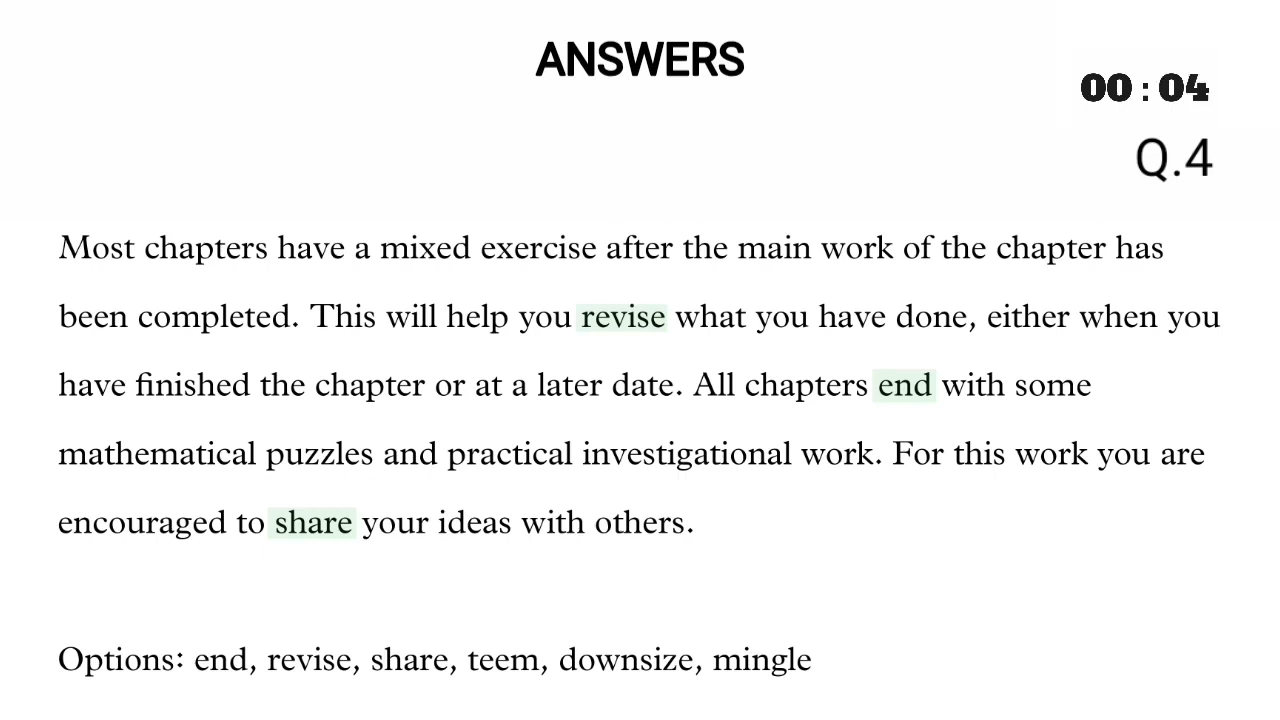 ANSWERS
00 : 04
Q.4
Most chapters have a mixed exercise after the main work of the chapter has
been completed. This will help you revise what you have done, either when you
have finished the chapter or at a later date. All chapters end with some
mathematical puzzles and practical investigational work. For this work you are
encouraged to share your ideas with others.
Options: end, revise, share, teem, downsize, mingle